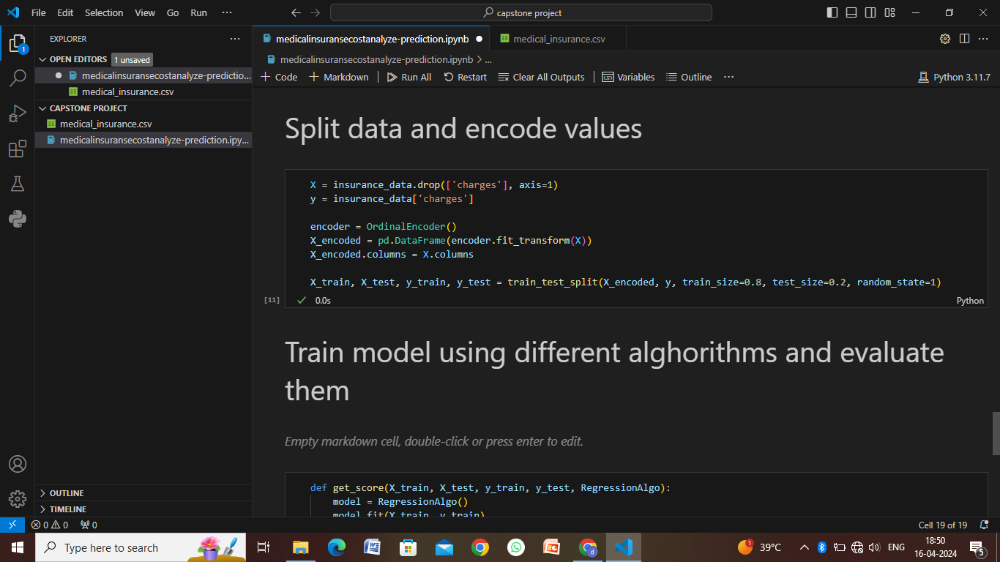 File Edit Selection View Go Run ··· capstone project
EXPLORER ···
OPEN EDITORS 1 unsaved
medicalinsuransecostanalyze-predictio...
medical_insurance.csv
CAPSTONE PROJECT
medical_insurance.csv
medicalinsuransecostanalyze-prediction.ipy...
OUTLINE
TIMELINE
medicalinsuransecostanalyze-prediction.ipynb medical_insurance.csv ···
medicalinsuransecostanalyze-prediction.ipynb > ...
+ Code + Markdown Run All Restart Clear All Outputs Variables Outline ··· Python 3.11.7
Split data and encode values
X = insurance_data.drop(['charges'], axis=1)
y = insurance_data['charges']
encoder = OrdinalEncoder()
X_encoded = pd.DataFrame(encoder.fit_transform(X))
X_encoded.columns = X.columns
X_train, X_test, y_train, y_test = train_test_split(X_encoded, y, train_size=0.8, test_size=0.2, random_state=1)
[11] 0.0s Python
Train model using different alghorithms and evaluate
them
Empty markdown cell, double-click or press enter to edit.
def get_score(X_train, X_test, y_train, y_test, RegressionAlgo):
model = RegressionAlgo()
model.fit(X_train, y_train)
0 0 0 Cell 19 of 19
1
Type here to search 1 39°C ENG 18:50
16-04-2024 5